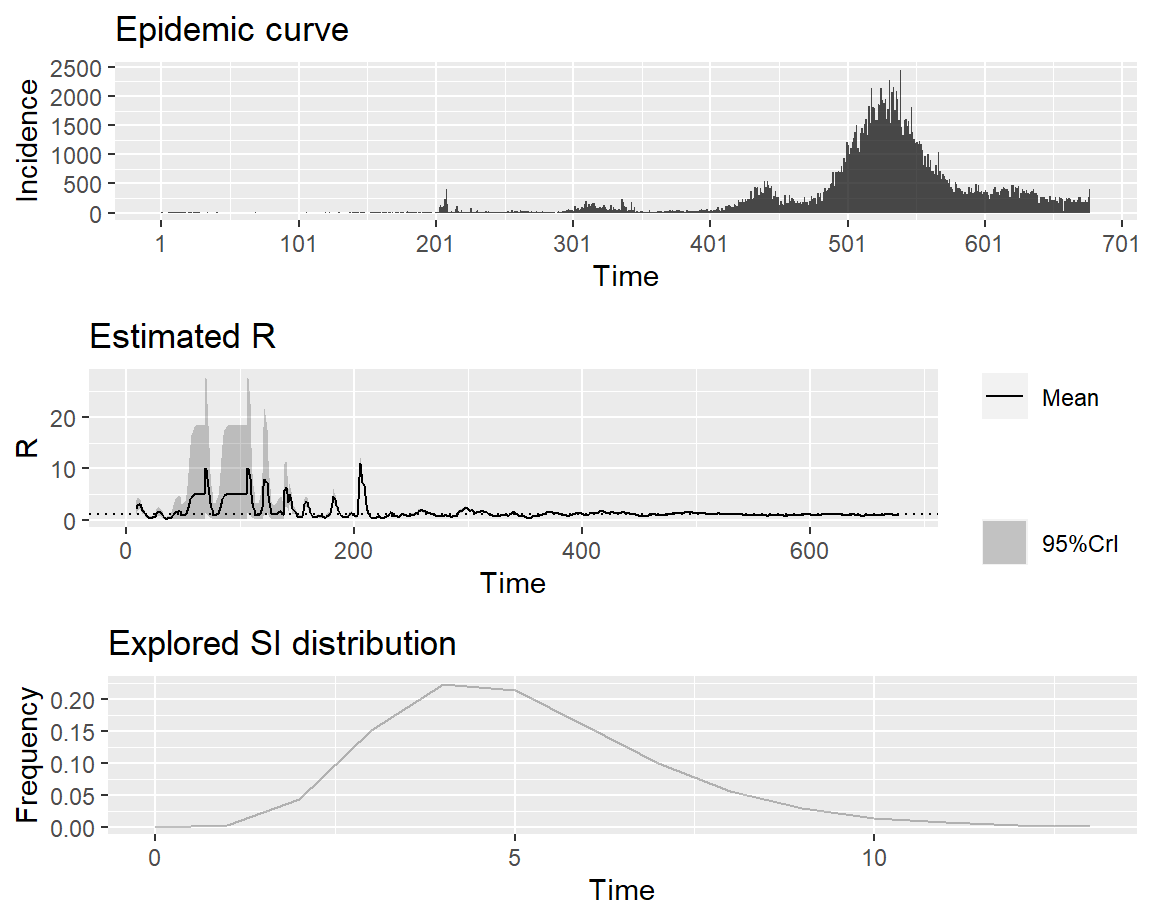 Epidemic curve
2500
2000
1500
1000
500
0
Incidence
1 101 201 301 401 501 601 701
Time
Estimated R
20
10
0
R
0 200 400 600
Time
Mean
95%CrI
Explored SI distribution
0.20
0.15
0.10
0.05
0.00
Frequency
0 5 10
Time